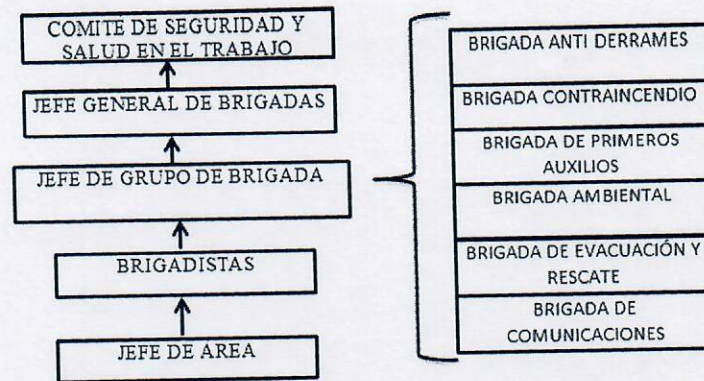 COMITE DE SEGURIDAD Y
SALUD EN EL TRABAJO
JEFE GENERAL DE BRIGADAS
JEFE DE GRUPO DE BRIGADA
BRIGADISTAS
JEFE DE AREA
BRIGADA ANTI DERRAMES
BRIGADA CONTRAINCENDIO
BRIGADA DE PRIMEROS
AUXILIOS
BRIGADA AMBIENTAL
BRIGADA DE EVACUACIÓN Y
RESCATE
BRIGADA DE
COMUNICACIONES